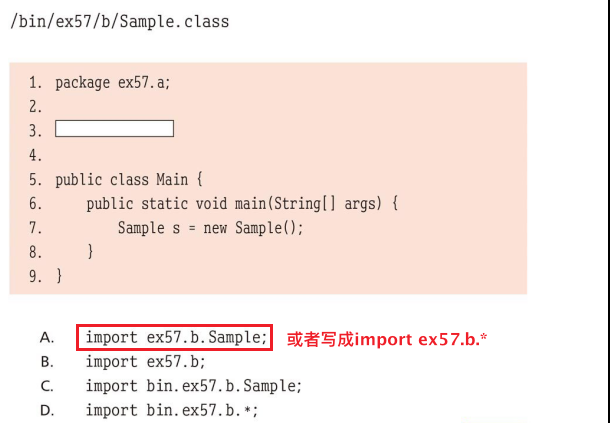 /bin/ex57/b/Sample.class
1. package ex57.a;
2.
3.
4.
5. public class Main {
6. public static void main(String[] args) {
7. Sample s = new Sample();
8. }
9. }
A. import ex57.b.Sample; 或者写成import ex57.b.*
B. import ex57.b;
C. import bin.ex57.b.Sample;
D. import bin.ex57.b.*;